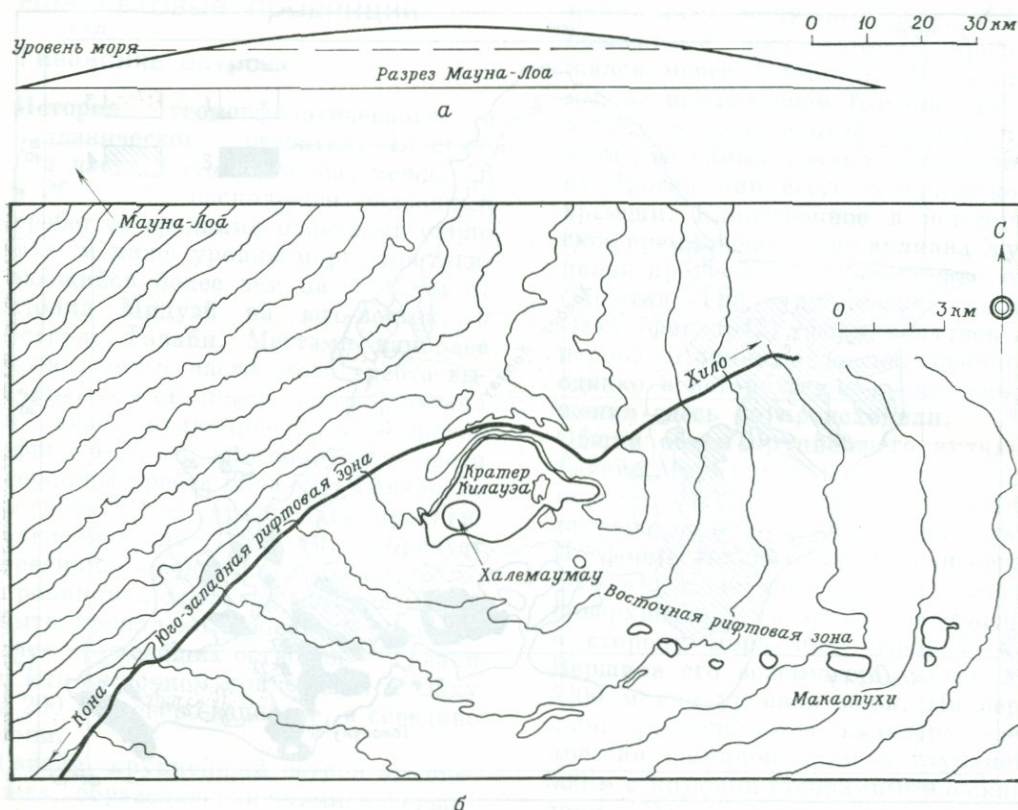 0 10 20 30 км
Уровень моря
Разрез Мауна-Лоа
а
Мауна-Лоа
С
0 3 км
Хило
Кратер
Килауэа
Юго-западная рифтовая зона
Халемаумау
Восточная рифтовая зона
Макаопухи
Кона
б